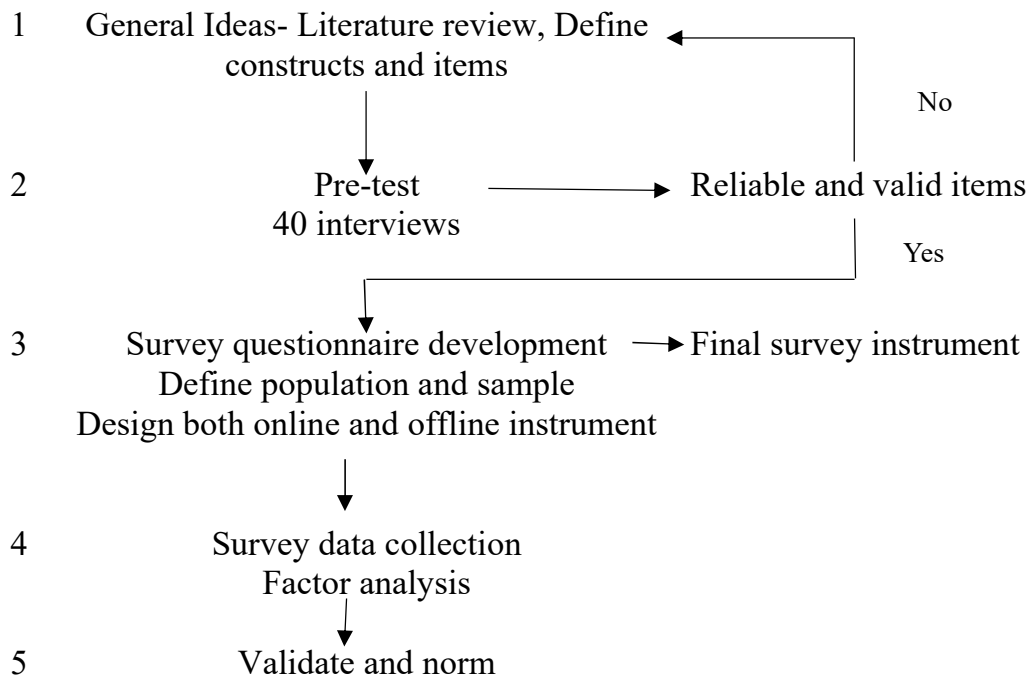 1 General Ideas- Literature review, Define
constructs and items
No
2 Pre-test Reliable and valid items
40 interviews
Yes
3 Survey questionnaire development Final survey instrument
Define population and sample
Design both online and offline instrument
4 Survey data collection
Factor analysis
5 Validate and norm